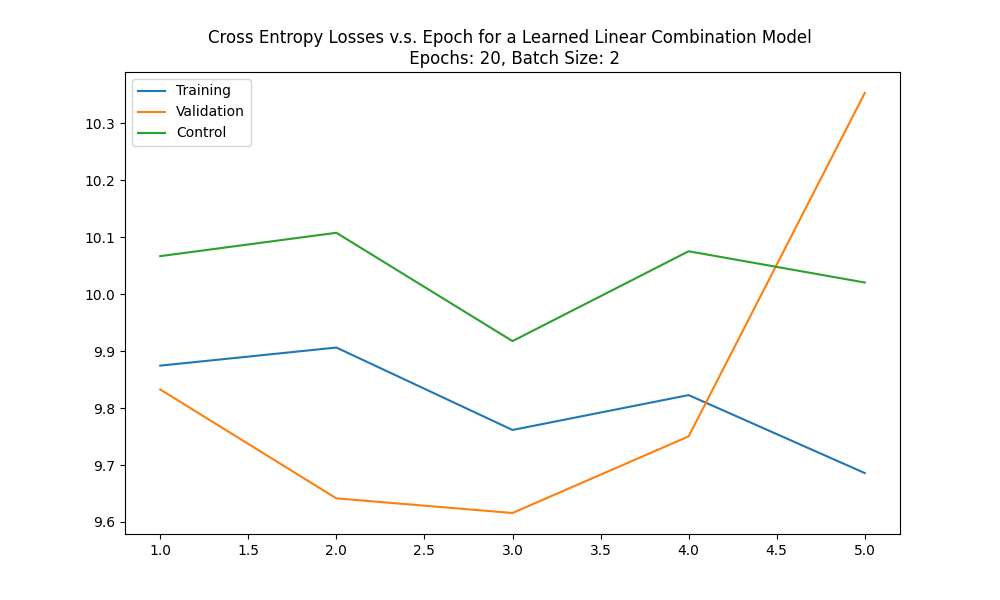 Cross Entropy Losses v.s. Epoch for a Learned Linear Combination Model
Epochs: 20, Batch Size: 2
Training
Validation
Control
10.3
10.2
10.1
10.0
9.9
9.8
9.7
9.6
1.0 1.5 2.0 2.5 3.0 3.5 4.0 4.5 5.0